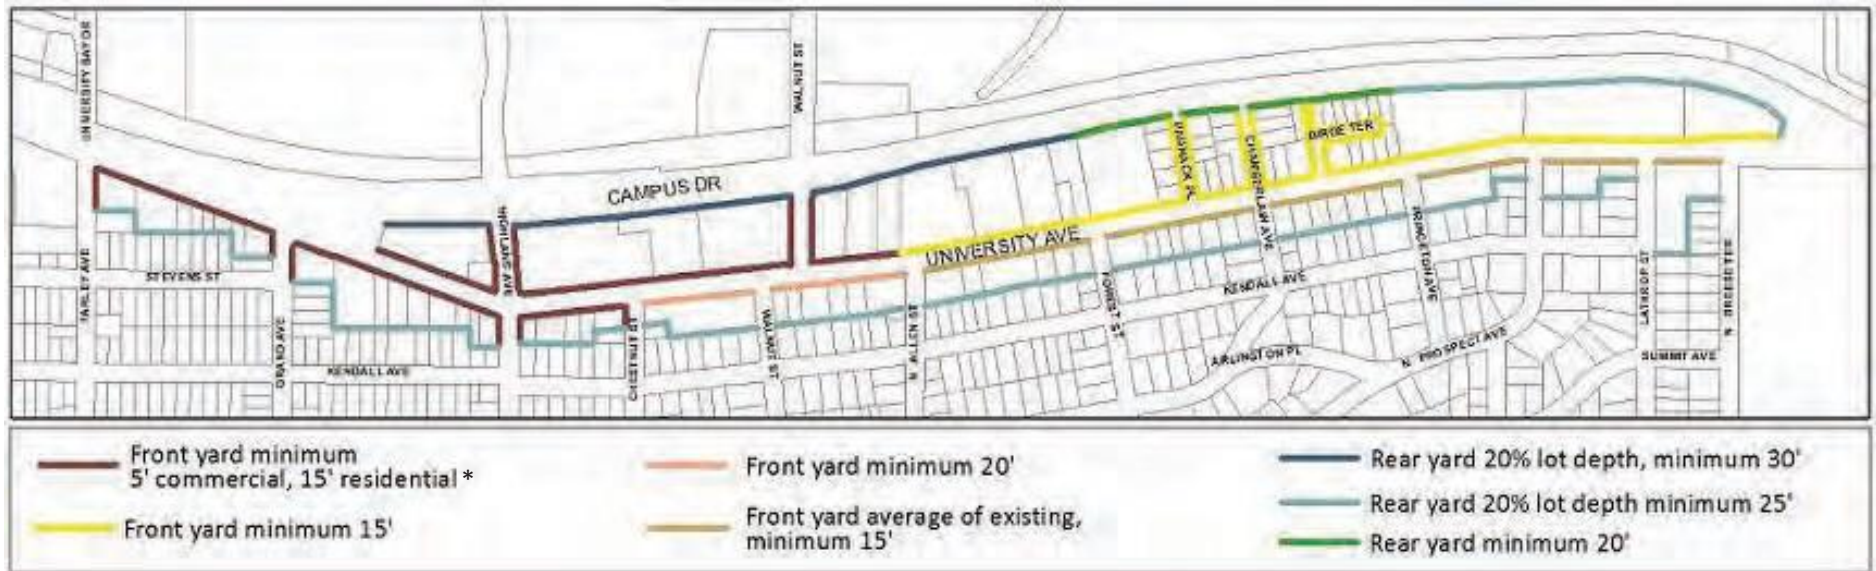 UNIVERSITY BAY DR
WALNUT ST
CAMPUS DR
HIGHLAND AVE
BIRGE TER
CHAMBERLAIN AVE
UNIVERSITY AVE
FARLEY AVE
STEVENS ST
GRAND AVE
KENDALL AVE
CHESTNUT ST
WALNUT ST
N ALLEN ST
FOREST ST
KENDALL AVE
ARLINGTON PL
PRINCETON AVE
N PROSPECT AVE
LATHROP ST
SUMMIT AVE
N BREESE TER
Front yard minimum
5' commercial, 15' residential *
Front yard minimum 15'
Front yard minimum 20'
Front yard average of existing,
minimum 15'
Rear yard 20% lot depth, minimum 30'
Rear yard 20% lot depth minimum 25'
Rear yard minimum 20'